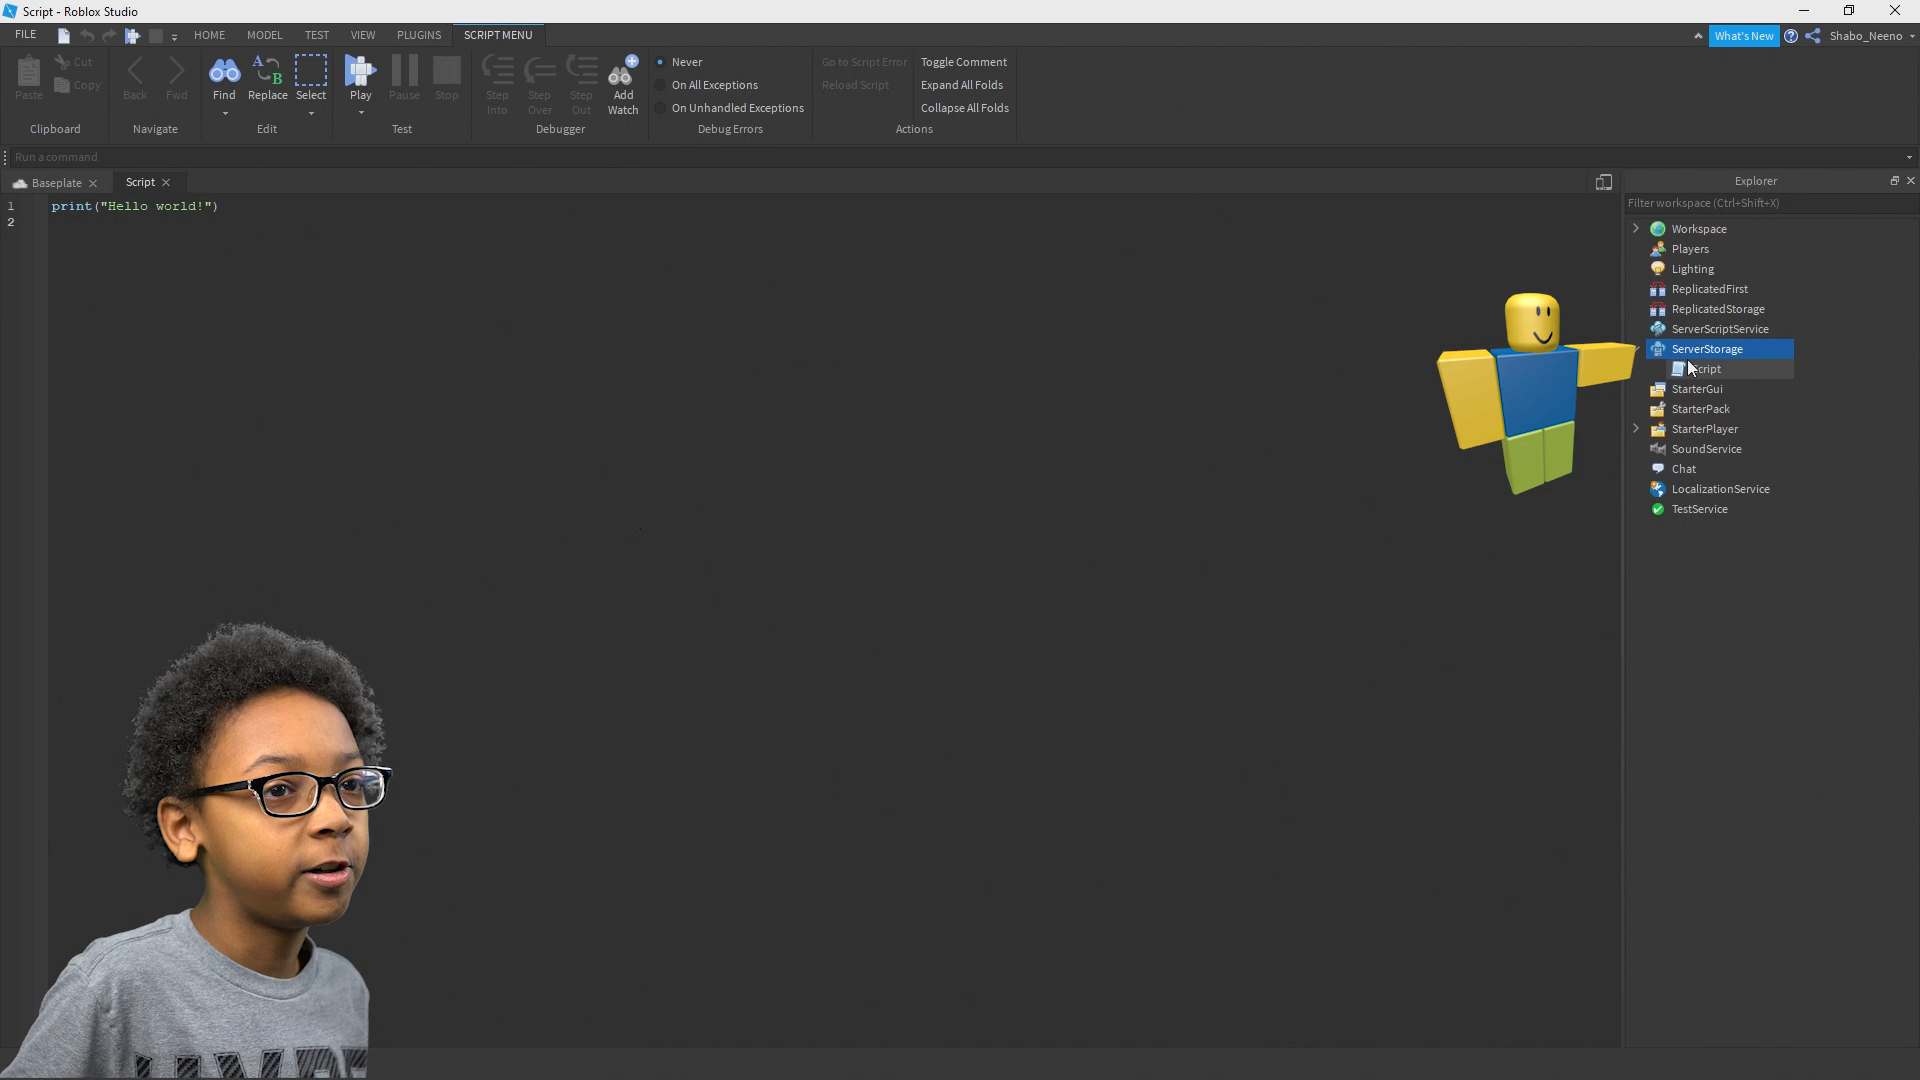 Script - Roblox Studio
FILE HOME MODEL TEST VIEW PLUGINS SCRIPT MENU What's New Shabo_Neeno
Paste Cut Copy
Clipboard
Back Fwd
Navigate
Find Replace Select
Edit
Play Pause Stop
Test
Step Into Step Over Step Out Add Watch
Debugger
Never
On All Exceptions
On Unhandled Exceptions
Debug Errors
Go to Script Error
Reload Script
Toggle Comment
Expand All Folds
Collapse All Folds
Actions
Run a command
Baseplate Script
1 print("Hello world!")
2
Explorer
Filter workspace (Ctrl+Shift+X)
Workspace
Players
Lighting
ReplicatedFirst
ReplicatedStorage
ServerScriptService
ServerStorage
Script
StarterGui
StarterPack
StarterPlayer
SoundService
Chat
LocalizationService
TestService